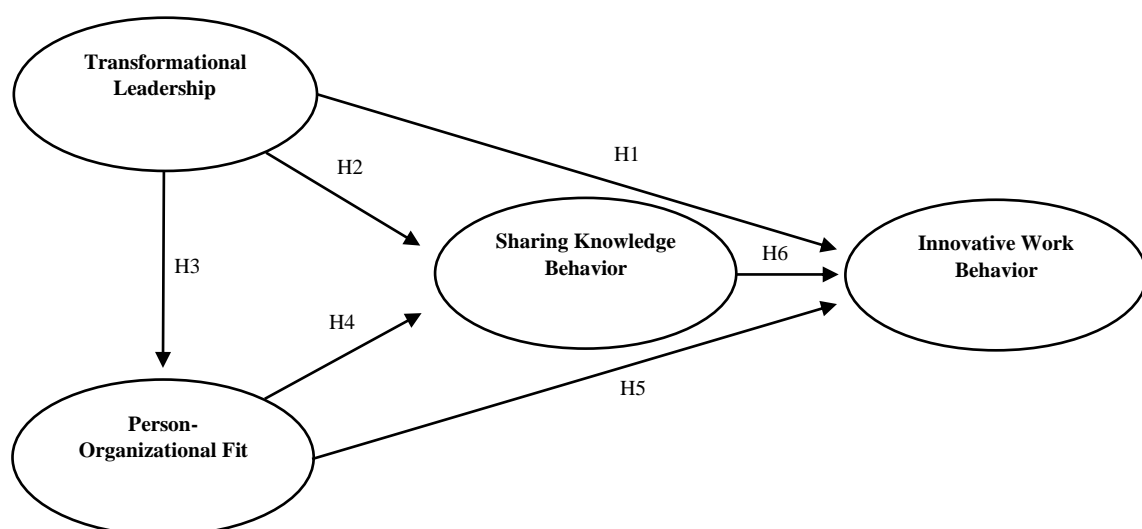 Transformational
Leadership
H1
H2
Sharing Knowledge
Behavior
Innovative Work
Behavior
H6
H3
H4
H5
Person-
Organizational Fit